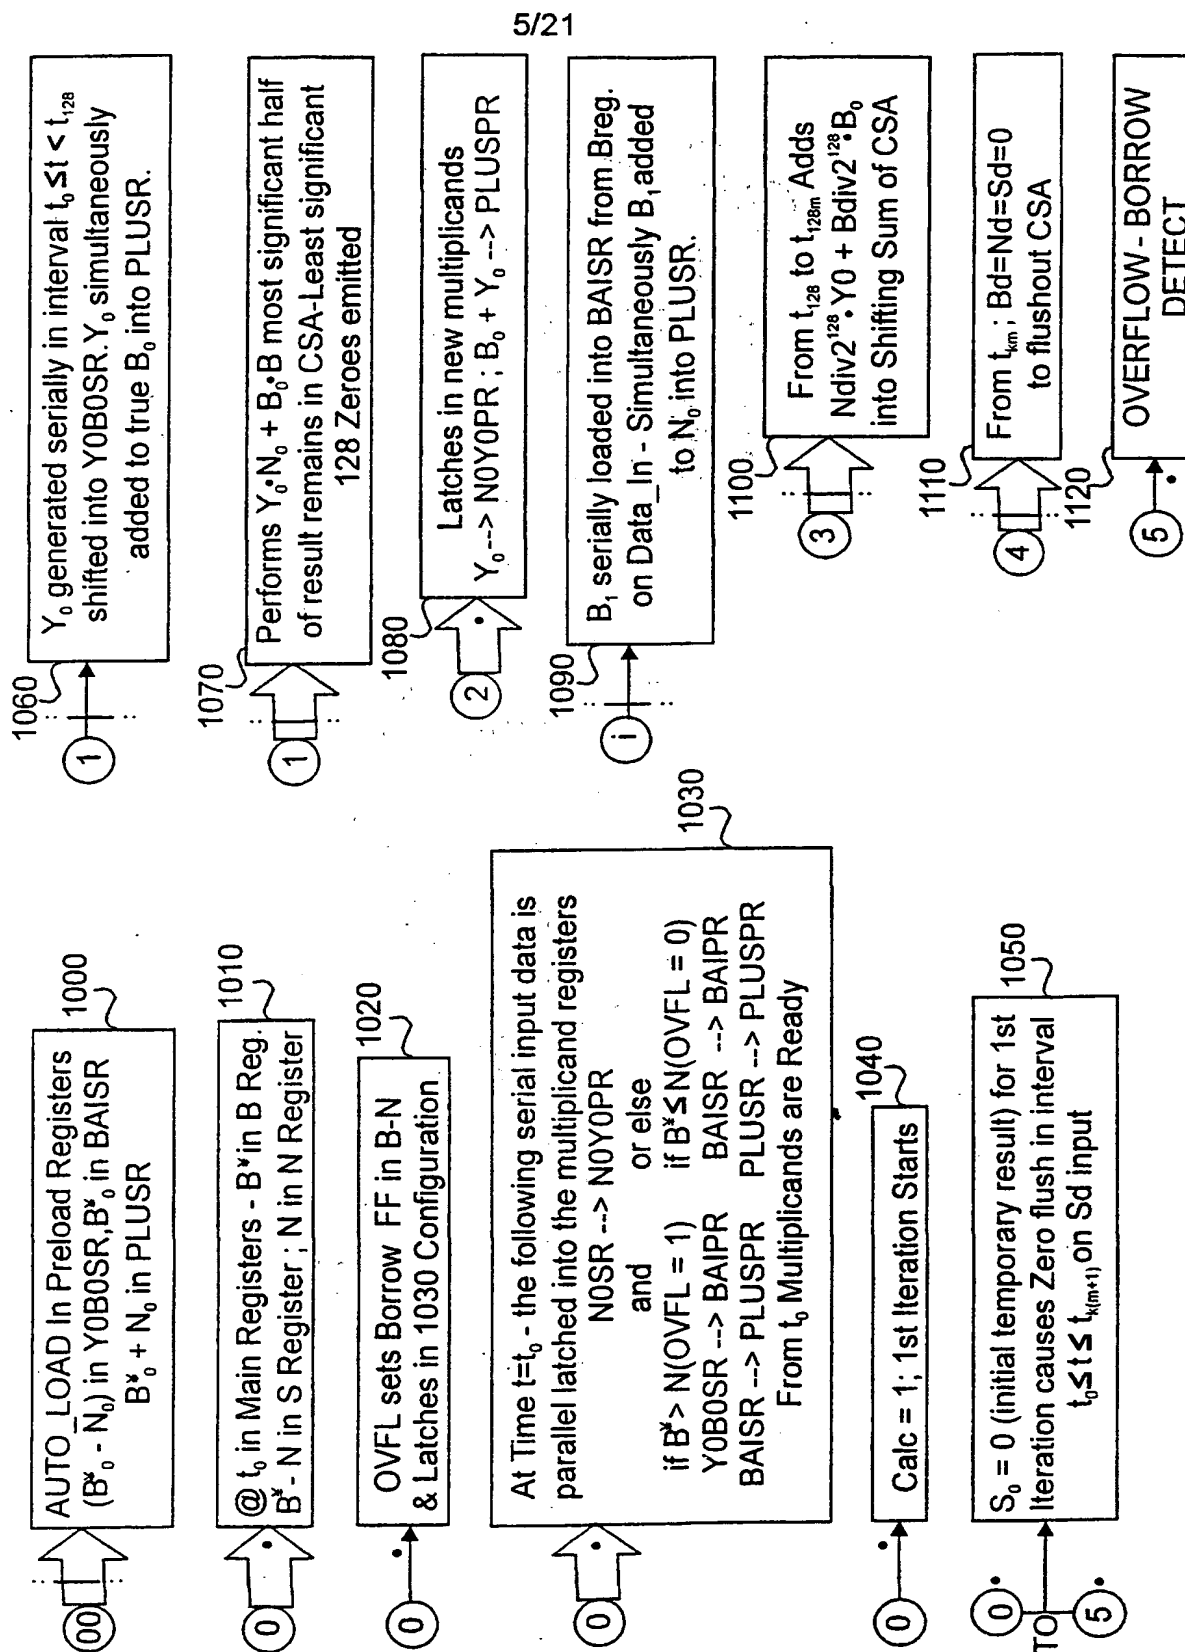 5/21
00
1000
AUTO_LOAD In Preload Registers
(B¥₀ - N₀) in Y0B0SR,B¥₀ in BAISR
B¥₀ + N₀ in PLUSR
0
1010
@ t₀ in Main Registers - B¥ in B Reg.
B¥ - N in S Register ; N in N Register
0
1020
OVFL sets Borrow FF in B-N
& Latches in 1030 Configuration
0
1030
At Time t=t₀ - the following serial input data is
parallel latched into the multiplicand registers
N0SR --> N0Y0PR
and or else
if B¥ > N(OVFL = 1) if B¥ ≤ N(OVFL = 0)
Y0B0SR --> BAIPR BAISR --> BAIPR
BAISR --> PLUSPR PLUSR --> PLUSPR
From t₀ Multiplicands are Ready
0
1040
Calc = 1; 1st Iteration Starts
0
TO
5
1050
S₀ = 0 (initial temporary result) for 1st
Iteration causes Zero flush in interval
t₀ ≤ t ≤ tₖ₍ₘ₊₁₎ on Sd input
1
1060
Y₀ generated serially in interval t₀ ≤ t < t₁₂₈
shifted into Y0B0SR.Y₀ simultaneously
added to true B₀ into PLUSR.
1
1070
Performs Y₀•N₀ + B₀•B most significant half
of result remains in CSA-Least significant
128 Zeroes emitted
2
1080
Latches in new multiplicands
Y₀ --> N0Y0PR ; B₀ + Y₀ --> PLUSPR
i
1090
B₁ serially loaded into BAISR from Breg.
on Data_In - Simultaneously B₁ added
to N₀ into PLUSR.
3
1100
From t₁₂₈ to t₁₂₈ₘ Adds
Ndiv2¹²⁸•Y0 + Bdiv2¹²⁸•B₀
into Shifting Sum of CSA
4
1110
From tₖₘ ; Bd=Nd=Sd=0
to flushout CSA
5
1120
OVERFLOW - BORROW
DETECT